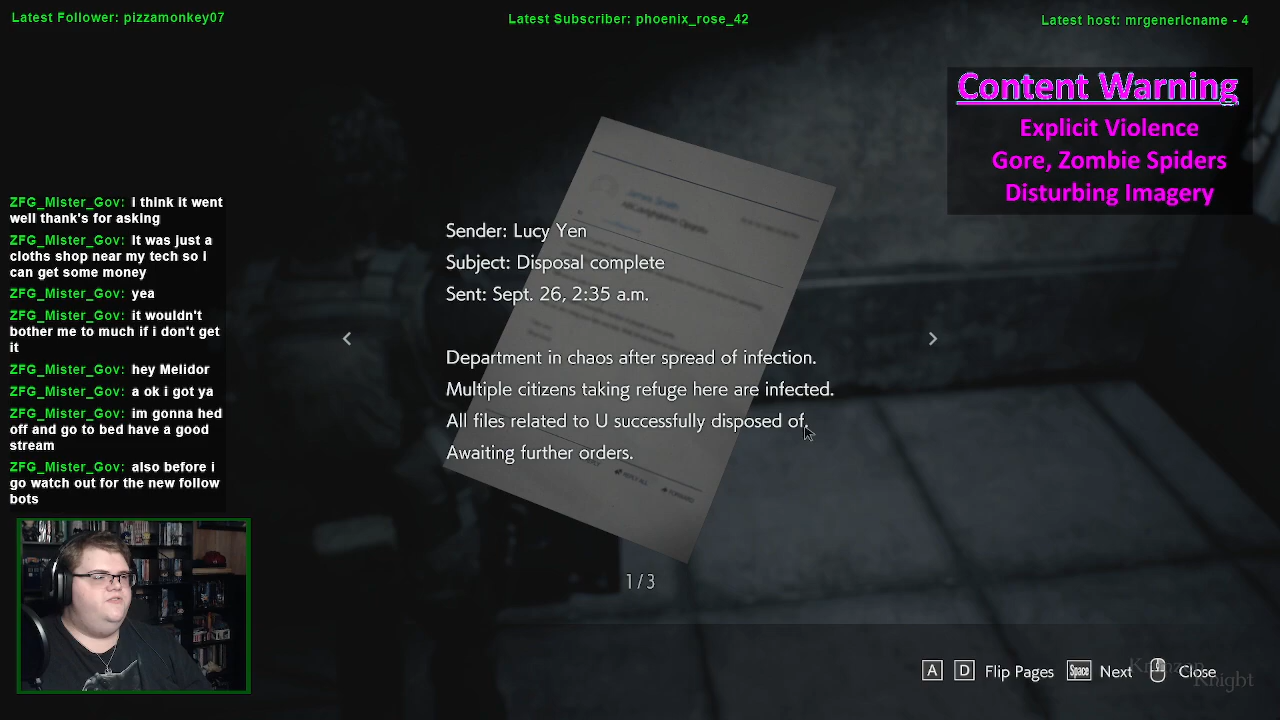 Latest Follower: pizzamonkey07
Latest Subscriber: phoenix_rose_42
Latest host: mrgenericname - 4
Content Warning
Explicit Violence
Gore, Zombie Spiders
Disturbing Imagery
ZFG_Mister_Gov: I think it went
well thank's for asking
ZFG_Mister_Gov: It was just a
cloths shop near my tech so i
can get some money
ZFG_Mister_Gov: yea
ZFG_Mister_Gov: it wouldn't
bother me to much if i don't get
it
ZFG_Mister_Gov: hey Melidor
ZFG_Mister_Gov: a ok i got ya
ZFG_Mister_Gov: im gonna hed
off and go to bed have a good
stream
ZFG_Mister_Gov: also before i
go watch out for the new follow
bots
James Smith
Sender: Lucy Yen
Subject: Disposal complete
Sent: Sept. 26, 2:35 a.m.
Department in chaos after spread of infection.
Multiple citizens taking refuge here are infected.
All files related to U successfully disposed of.
Awaiting further orders.
REPLY ALL
FORWARD
1/3
A D Flip Pages Space Next Close
Knight